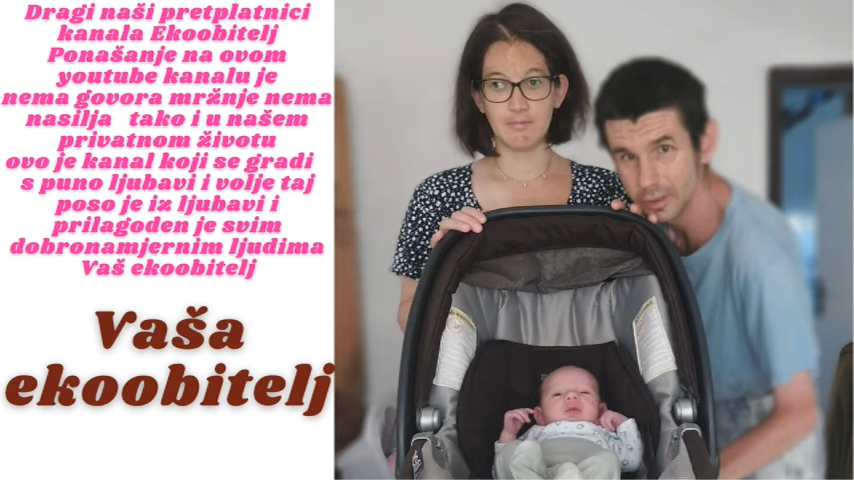 Dragi naši pretplatnici
kanala Ekoobitelj
Ponašanje na ovom
youtube kanalu je
nema govora mržnje nema
nasilja tako i u našem
privatnom životu
ovo je kanal koji se gradi
s puno ljubavi i volje taj
poso je iz ljubavi i
prilagođen je svim
dobronamjernim ljudima
Vaš ekoobitelj
Vaša
ekoobitelj